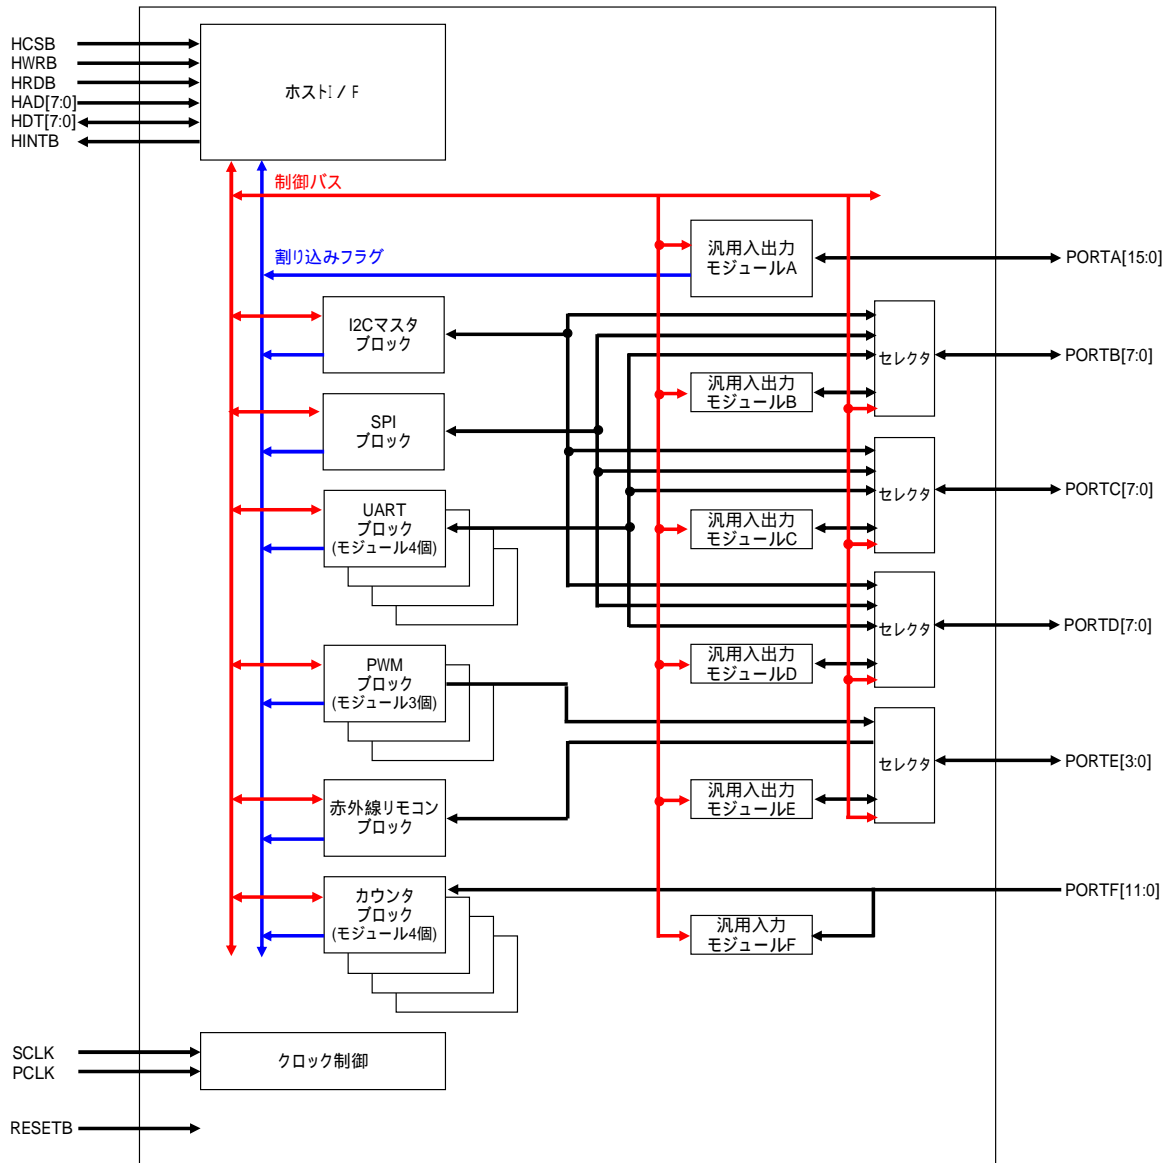 HCSB
HWRB
HRDB
HAD[7:0]
HDT[7:0]
HINTB
ホストI/F
制御バス
割り込みフラグ
汎用入出力
モジュールA
PORTA[15:0]
I2Cマスタ
ブロック
セレクタ
PORTB[7:0]
汎用入出力
モジュールB
SPI
ブロック
セレクタ
PORTC[7:0]
UART
ブロック
(モジュール4個)
汎用入出力
モジュールC
セレクタ
PORTD[7:0]
汎用入出力
モジュールD
PWM
ブロック
(モジュール3個)
セレクタ
PORTE[3:0]
汎用入出力
モジュールE
赤外線リモコン
ブロック
カウンタ
ブロック
(モジュール4個)
PORTF[11:0]
汎用入力
モジュールF
SCLK
PCLK
クロック制御
RESETB